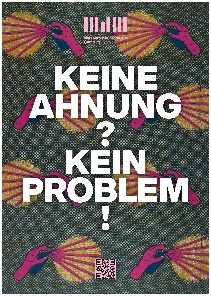 KEINE
AHNUNG
?
KEIN
PROBLEM
!